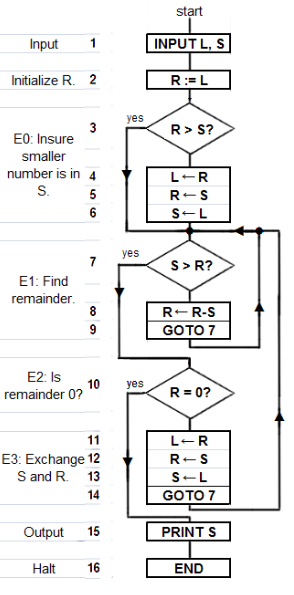 start
Input 1 INPUT L, S
Initialize R. 2 R:= L
yes
3 R > S?
E0: Insure
smaller
number is in 4 L←R
S. 5 R←S
6 S←L
yes
7 S > R?
E1: Find
remainder.
8 R←R-S
9 GOTO 7
E2: Is
remainder 0? 10 yes R = 0?
11 L←R
E3: Exchange 12 R←S
S and R. 13 S←L
14 GOTO 7
Output 15 PRINT S
Halt 16 END